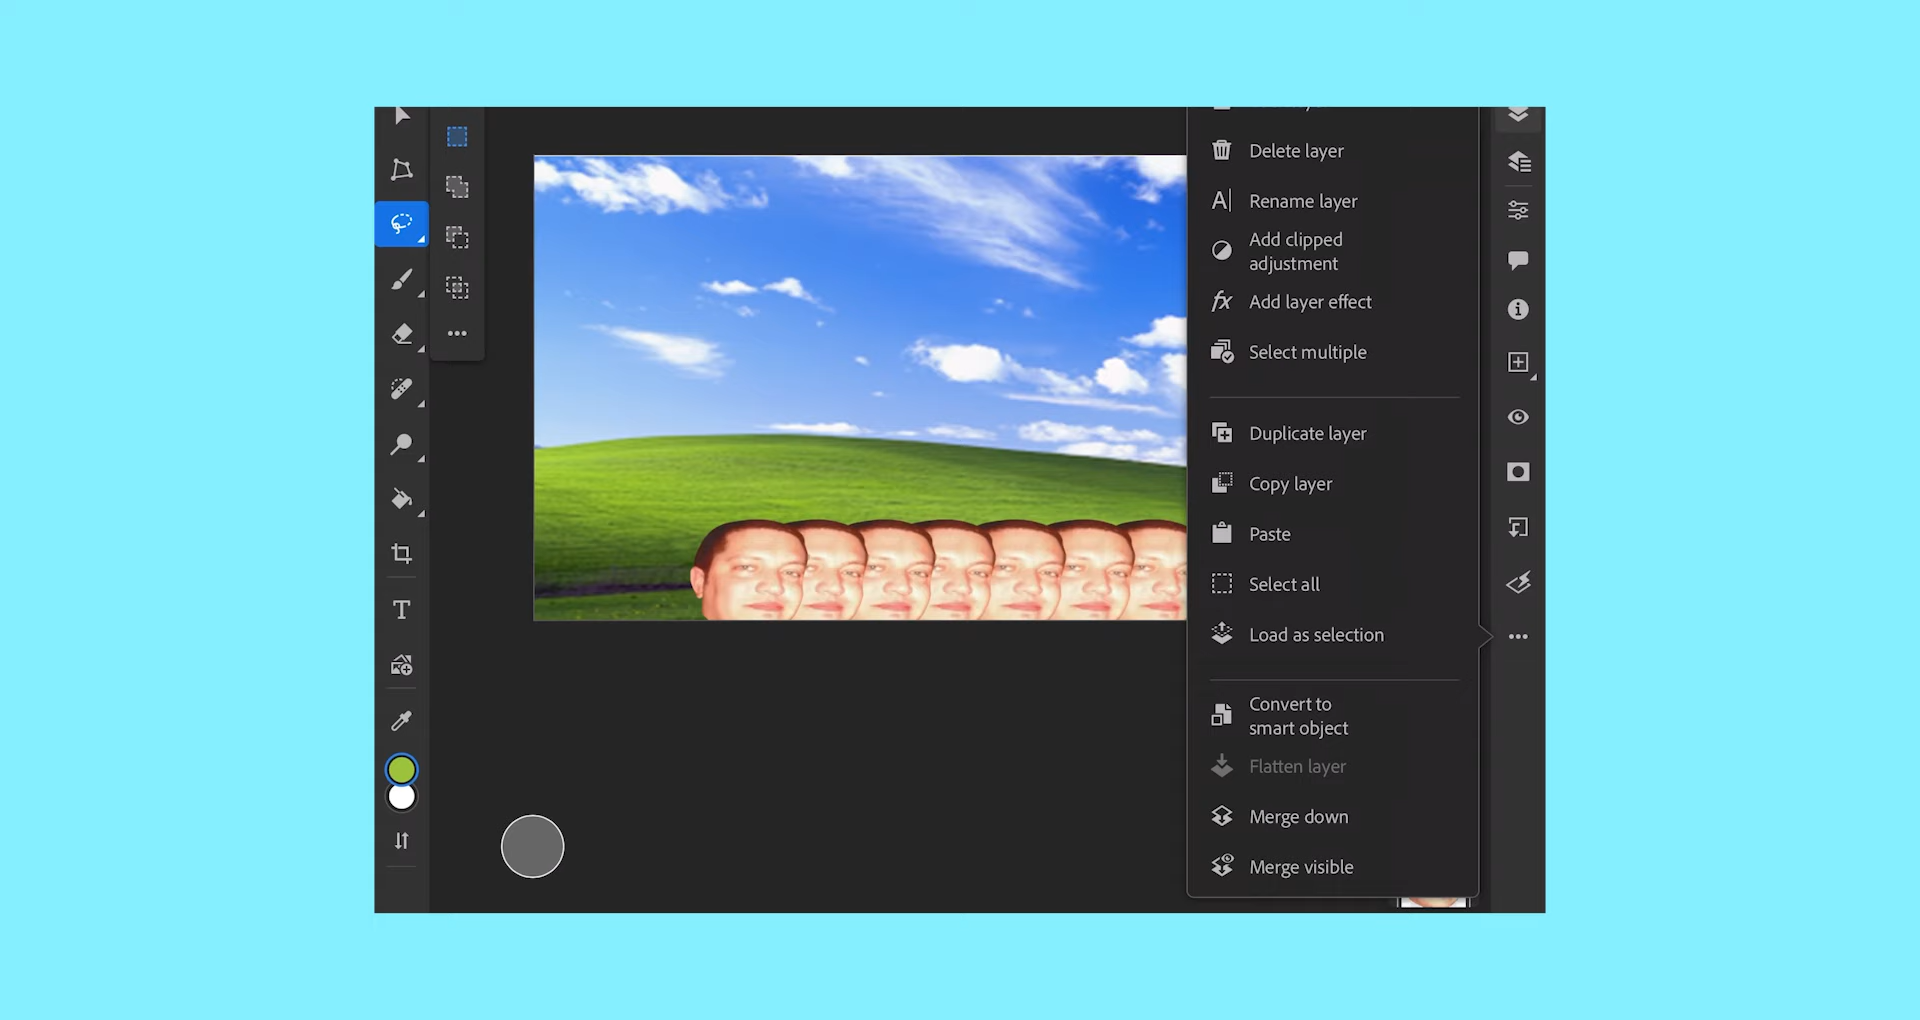 Delete layer
Rename layer
Add clipped
adjustment
Add layer effect
Select multiple
Duplicate layer
Copy layer
Paste
Select all
Load as selection
Convert to
smart object
Flatten layer
Merge down
Merge visible